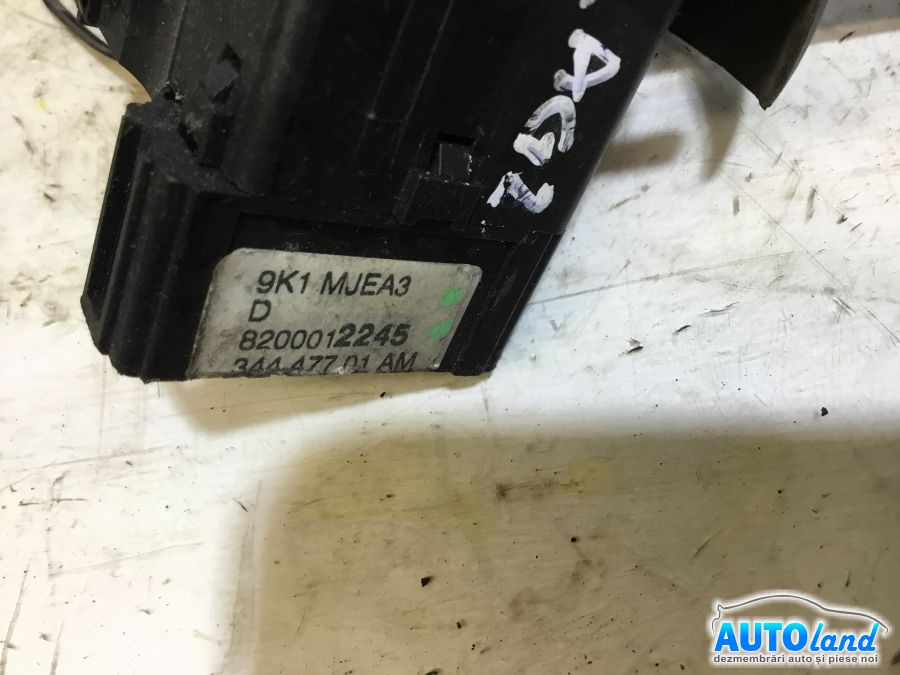 9K1 MJEA3
D
8200012245
344.477.01 AM
AUTOland
dezmembrări auto și piese noi